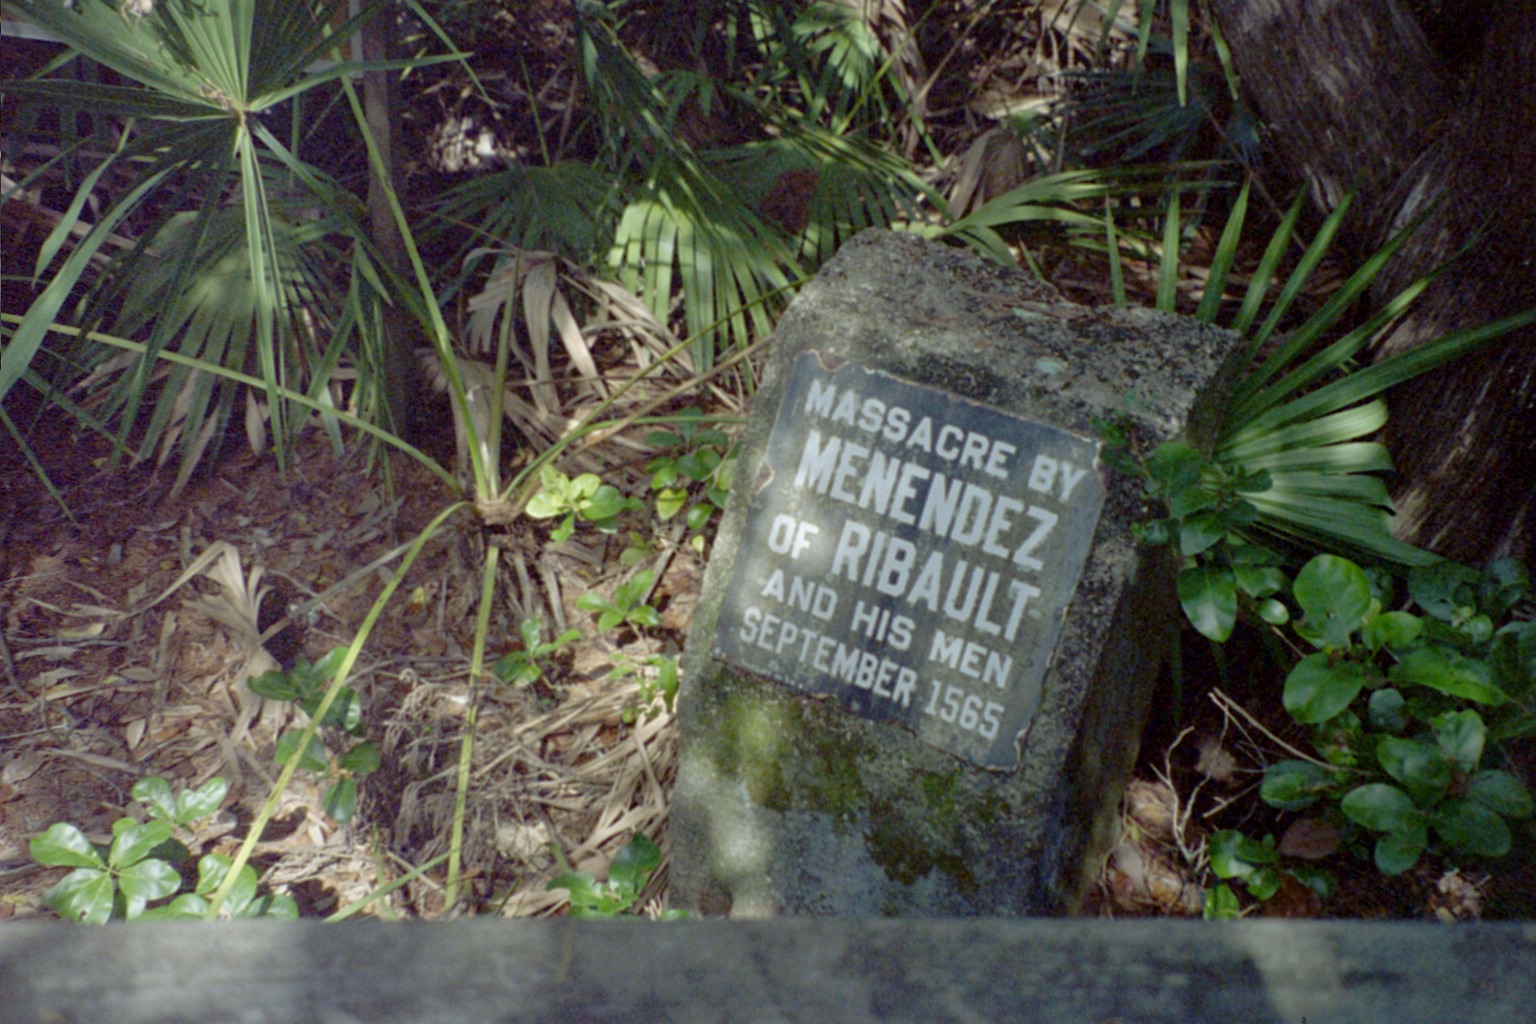 MASSACRE BY
MENENDEZ
OF RIBAULT
AND HIS MEN
SEPTEMBER 1565